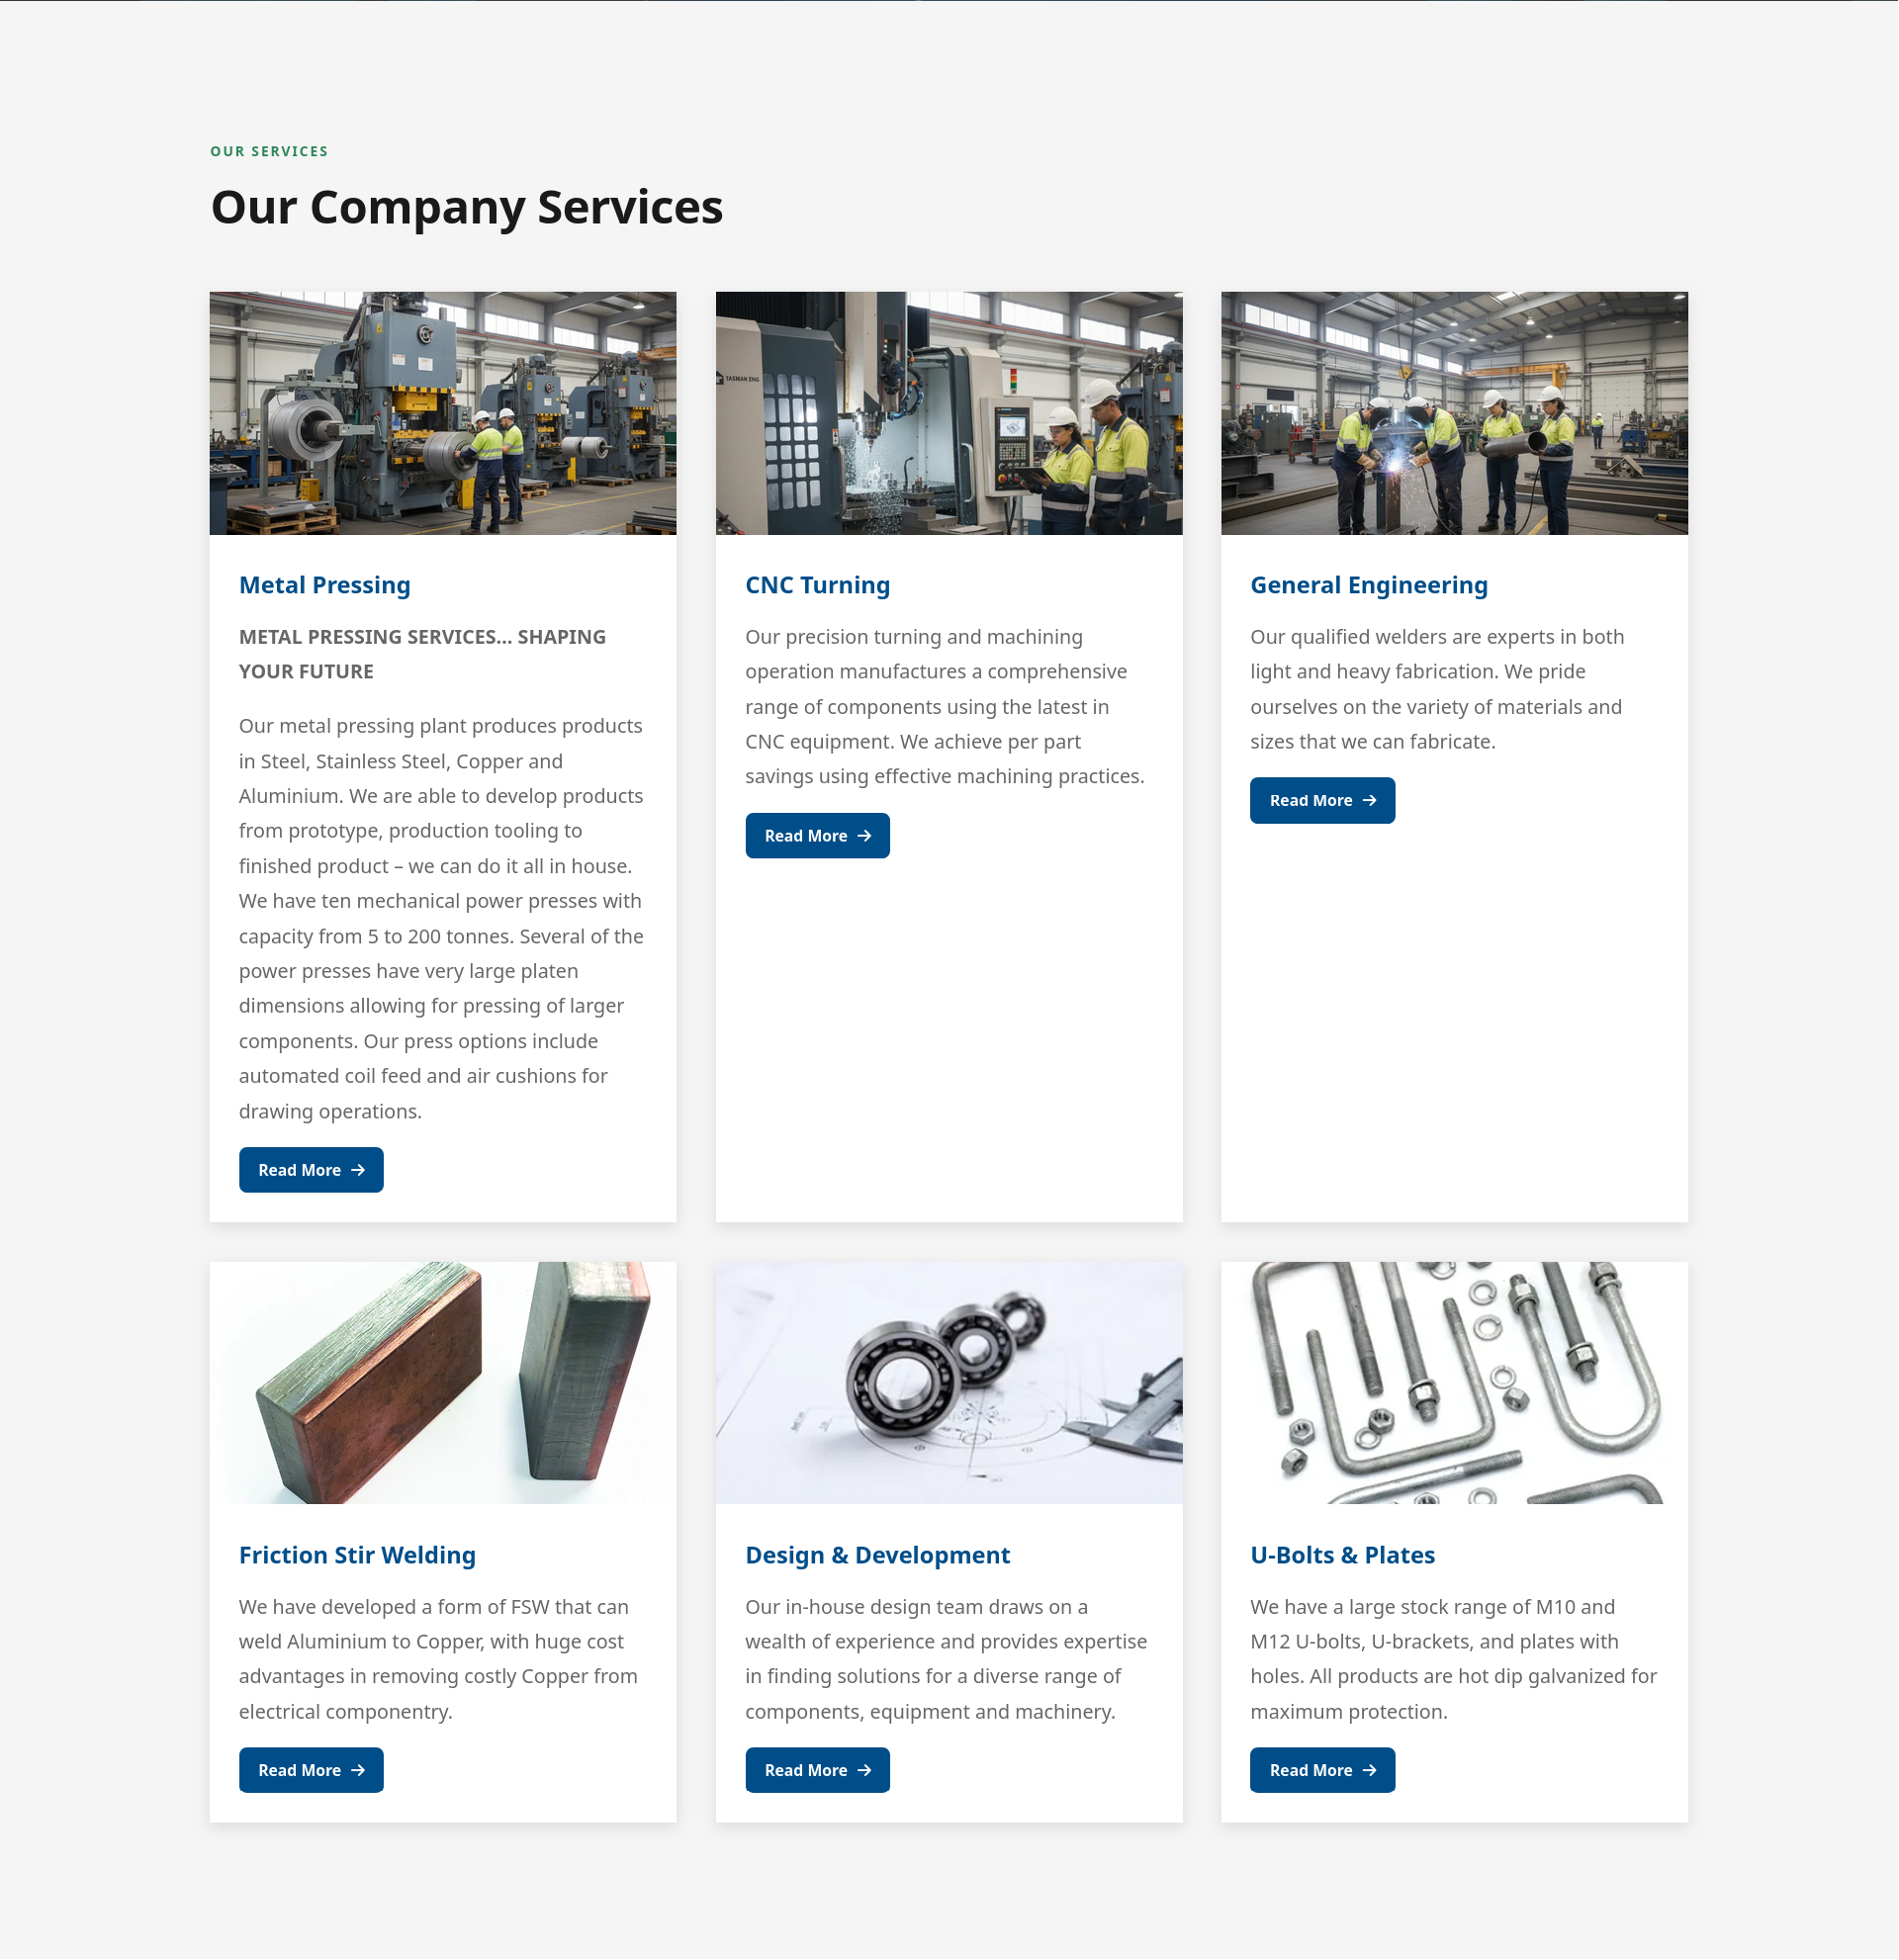 OUR SERVICES
Our Company Services
TASMAN ENG
Metal Pressing
METAL PRESSING SERVICES... SHAPING
YOUR FUTURE
Our metal pressing plant produces products
in Steel, Stainless Steel, Copper and
Aluminium. We are able to develop products
from prototype, production tooling to
finished product – we can do it all in house.
We have ten mechanical power presses with
capacity from 5 to 200 tonnes. Several of the
power presses have very large platen
dimensions allowing for pressing of larger
components. Our press options include
automated coil feed and air cushions for
drawing operations.
Read More →
CNC Turning
Our precision turning and machining
operation manufactures a comprehensive
range of components using the latest in
CNC equipment. We achieve per part
savings using effective machining practices.
Read More →
General Engineering
Our qualified welders are experts in both
light and heavy fabrication. We pride
ourselves on the variety of materials and
sizes that we can fabricate.
Read More →
Friction Stir Welding
We have developed a form of FSW that can
weld Aluminium to Copper, with huge cost
advantages in removing costly Copper from
electrical componentry.
Read More →
Design & Development
Our in-house design team draws on a
wealth of experience and provides expertise
in finding solutions for a diverse range of
components, equipment and machinery.
Read More →
U-Bolts & Plates
We have a large stock range of M10 and
M12 U-bolts, U-brackets, and plates with
holes. All products are hot dip galvanized for
maximum protection.
Read More →